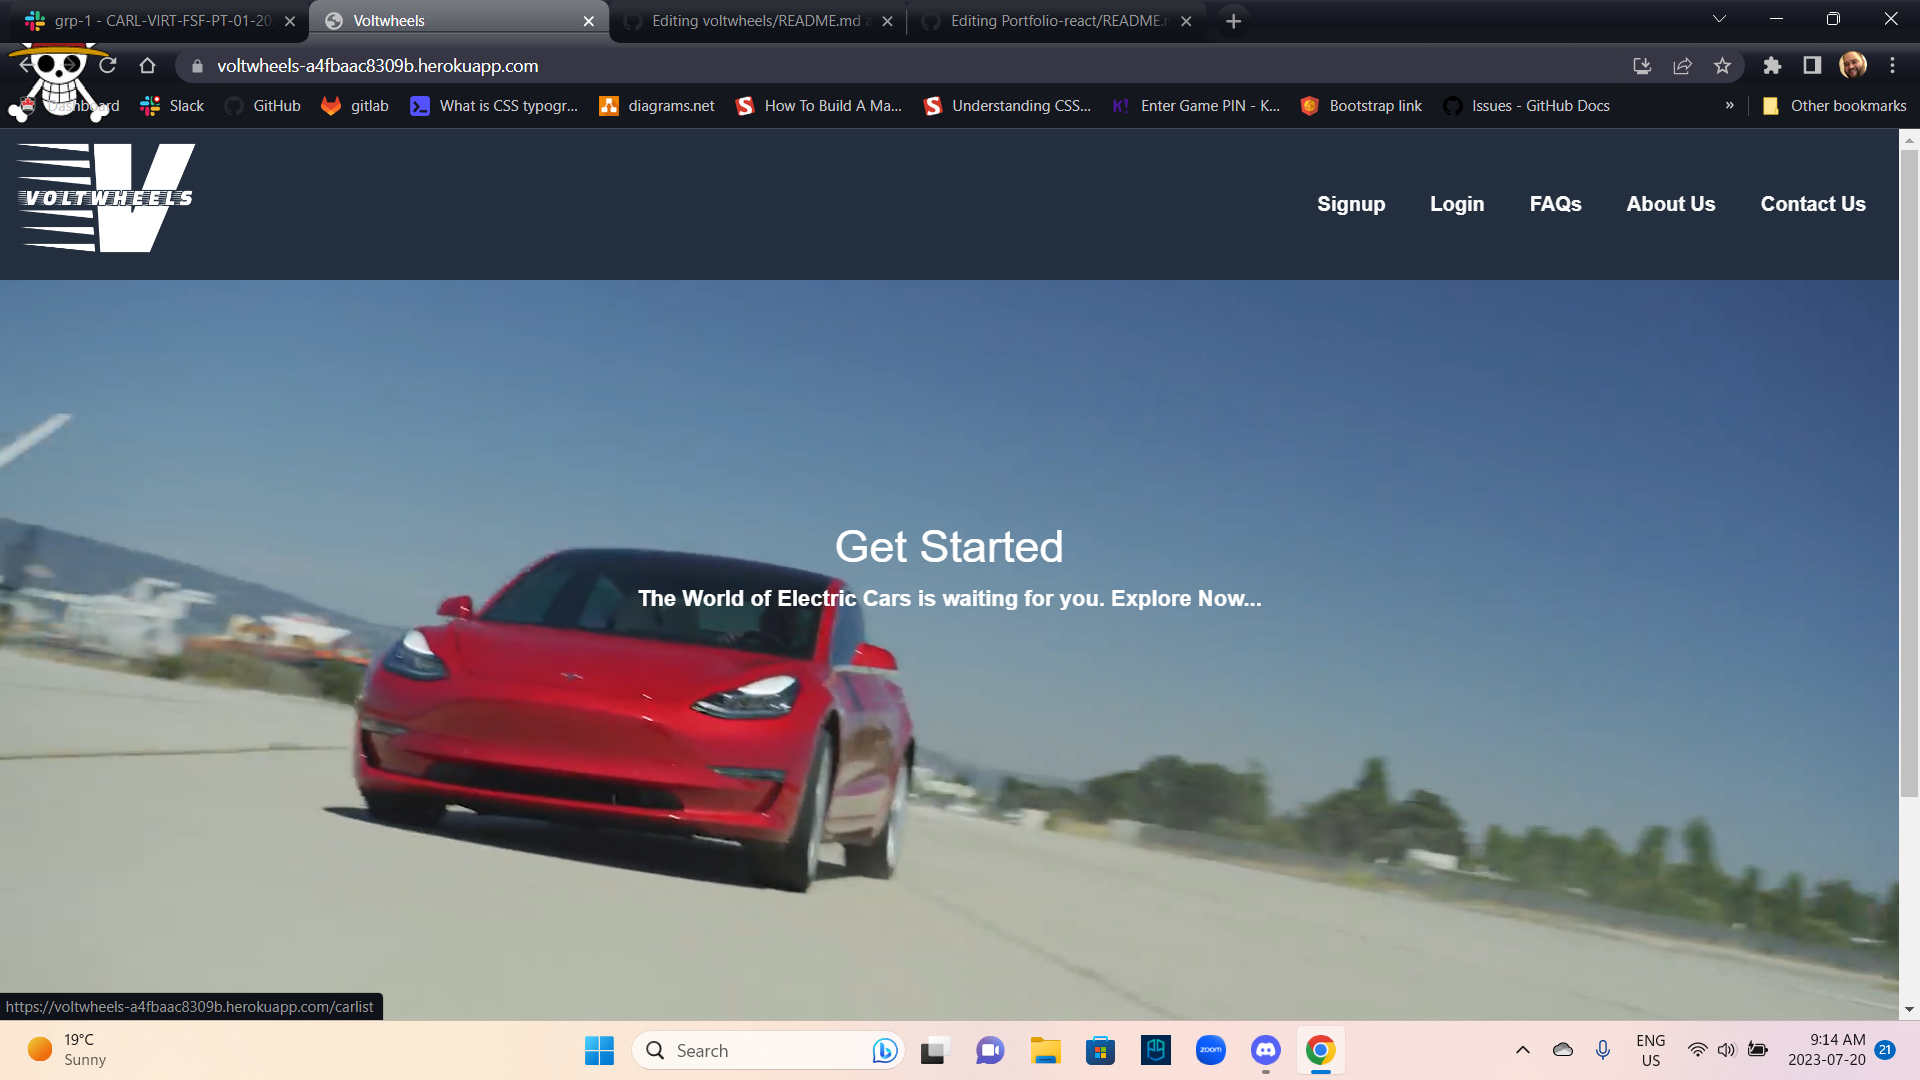 grp-1 - CARL-VIRT-FSF-PT-01-20
Voltwheels
Editing voltwheels/README.md a
Editing Portfolio-react/README.m
voltwheels-a4fbaac8309b.herokuapp.com
Dashboard
Slack
GitHub
gitlab
What is CSS typogr...
diagrams.net
How To Build A Ma...
Understanding CSS...
K!
Enter Game PIN - K...
Bootstrap link
Issues - GitHub Docs
»
Other bookmarks
VOLTWHEELS
Signup
Login
FAQs
About Us
Contact Us
Get Started
The World of Electric Cars is waiting for you. Explore Now...
https://voltwheels-a4fbaac8309b.herokuapp.com/carlist
19°C
Sunny
Search
zoom
ENG
US
9:14 AM
2023-07-20
21